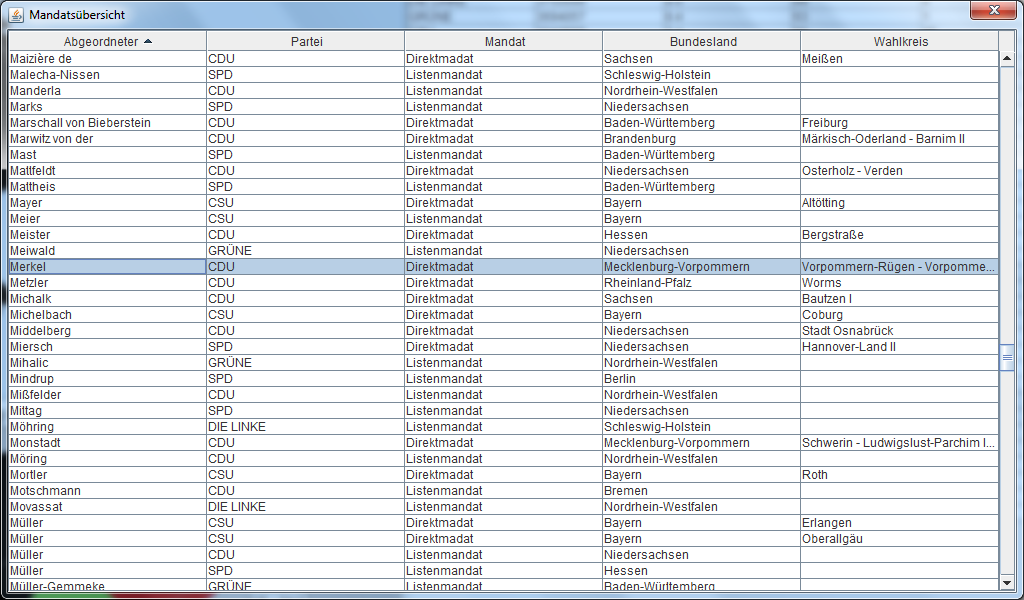 Mandatsübersicht
Abgeordneter Partei Mandat Bundesland Wahlkreis
Maizière de CDU Direktmadat Sachsen Meißen
Malecha-Nissen SPD Listenmandat Schleswig-Holstein
Manderla CDU Listenmandat Nordrhein-Westfalen
Marks SPD Listenmandat Niedersachsen
Marschall von Bieberstein CDU Direktmadat Baden-Württemberg Freiburg
Marwitz von der CDU Direktmadat Brandenburg Märkisch-Oderland - Barnim II
Mast SPD Listenmandat Baden-Württemberg
Mattfeldt CDU Direktmadat Niedersachsen Osterholz - Verden
Mattheis SPD Listenmandat Baden-Württemberg
Mayer CSU Direktmadat Bayern Altötting
Meier CSU Listenmandat Bayern
Meister CDU Direktmadat Hessen Bergstraße
Meiwald GRÜNE Listenmandat Niedersachsen
Merkel CDU Direktmadat Mecklenburg-Vorpommern Vorpommern-Rügen - Vorpomme...
Metzler CDU Direktmadat Rheinland-Pfalz Worms
Michalk CDU Direktmadat Sachsen Bautzen I
Michelbach CSU Direktmadat Bayern Coburg
Middelberg CDU Direktmadat Niedersachsen Stadt Osnabrück
Miersch SPD Direktmadat Niedersachsen Hannover-Land II
Mihalic GRÜNE Listenmandat Nordrhein-Westfalen
Mindrup SPD Listenmandat Berlin
Mißfelder CDU Listenmandat Nordrhein-Westfalen
Mittag SPD Listenmandat Niedersachsen
Möhring DIE LINKE Listenmandat Schleswig-Holstein
Monstadt CDU Direktmadat Mecklenburg-Vorpommern Schwerin - Ludwigslust-Parchim I...
Möring CDU Listenmandat Nordrhein-Westfalen
Mortler CSU Direktmadat Bayern Roth
Motschmann CDU Listenmandat Bremen
Movassat DIE LINKE Listenmandat Nordrhein-Westfalen
Müller CSU Direktmadat Bayern Erlangen
Müller CSU Direktmadat Bayern Oberallgäu
Müller CDU Listenmandat Niedersachsen
Müller SPD Listenmandat Hessen
Müller-Gemmeke GRÜNE Listenmandat Baden-Württemberg